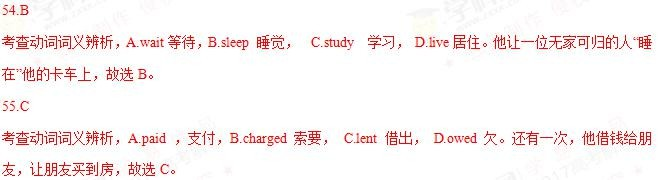 54.B
考查动词词义辨析，A.wait 等待，B.sleep 睡觉， C.study 学习， D.live 居住。他让一位无家可归的人“睡
在”他的卡车上，故选 B。
55.C
考查动词词义辨析，A.paid ，支付，B.charged 索要， C.lent 借出， D.owed 欠。还有一次，他借钱给朋
友，让朋友买到房，故选 C。